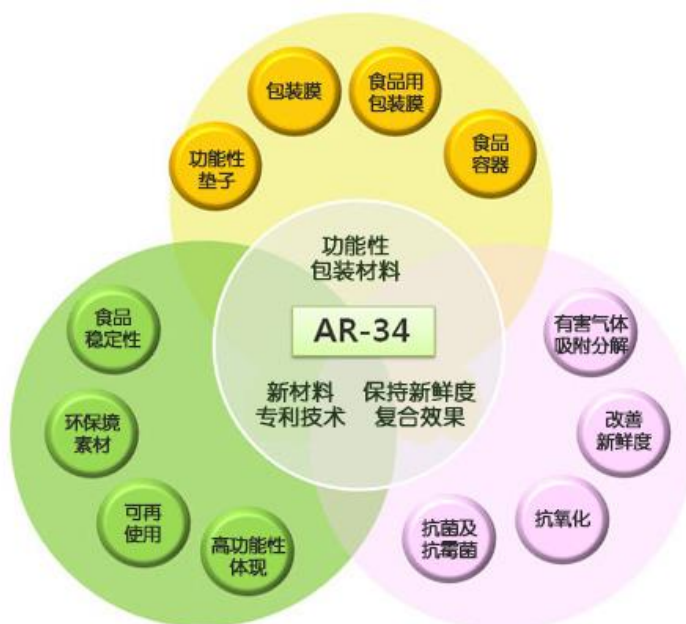 包装膜
食品用
包装膜
功能性
垫子
食品
容器
功能性
包装材料
AR-34
新材料
专利技术
保持新鲜度
复合效果
食品
稳定性
环保境
素材
可再
使用
高功能性
体现
有害气体
吸附分解
改善
新鲜度
抗氧化
抗菌及
抗霉菌